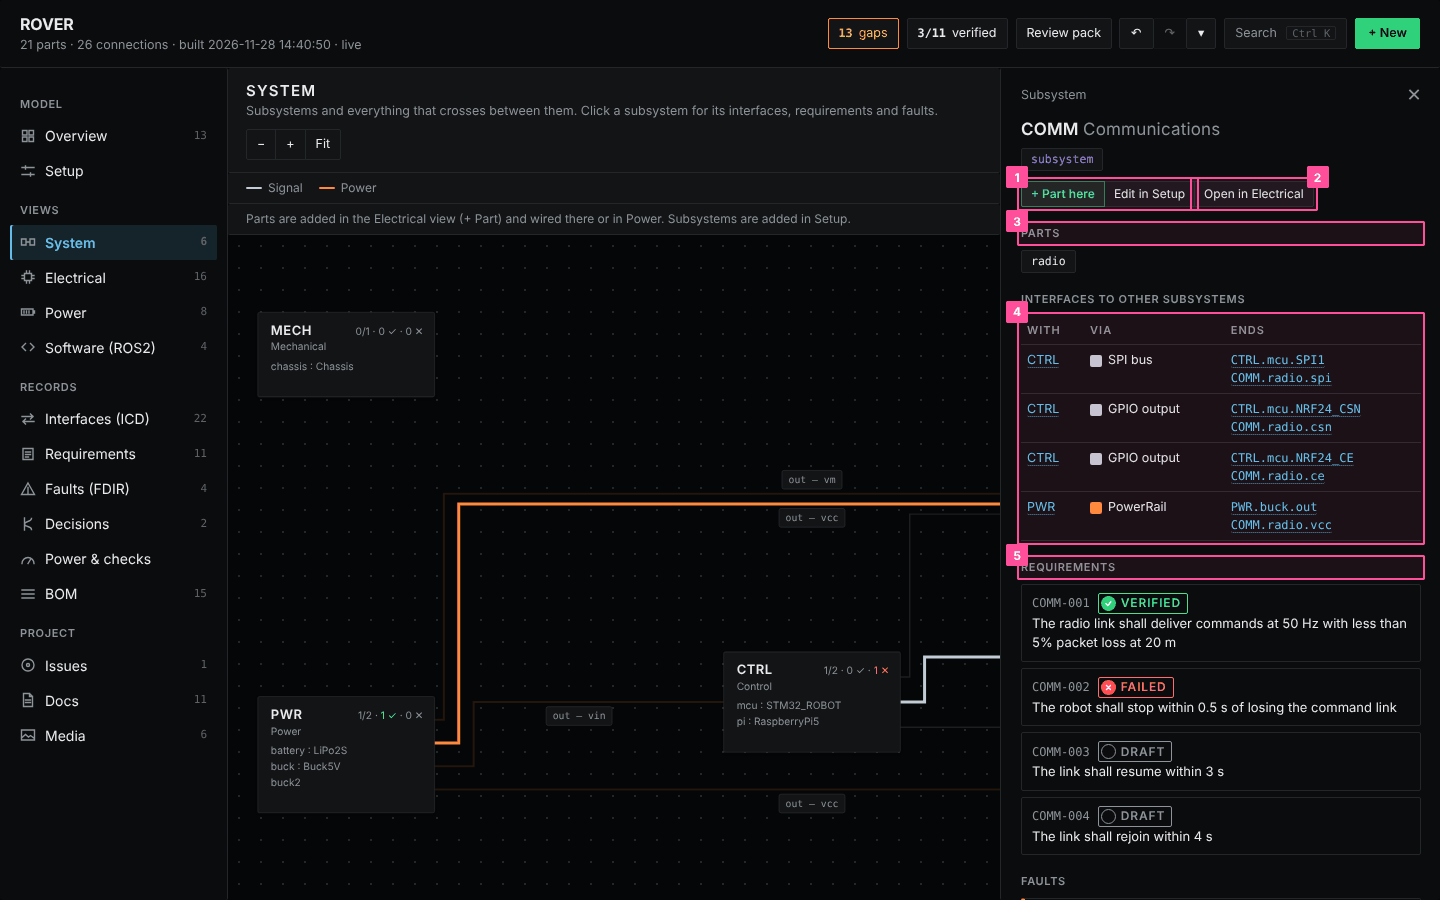 ROVER
21 parts · 26 connections · built 2026-11-28 14:40:50 · live
13 gaps
3/11 verified
Review pack
↶
↷
▾
Search Ctrl K
+ New
MODEL
Overview 13
Setup
VIEWS
System 6
Electrical 16
Power 8
Software (ROS2) 4
RECORDS
Interfaces (ICD) 22
Requirements 11
Faults (FDIR) 4
Decisions 2
Power & checks
BOM 15
PROJECT
Issues 1
Docs 11
Media 6
SYSTEM
Subsystems and everything that crosses between them. Click a subsystem for its interfaces, requirements and faults.
− + Fit
Signal Power
Parts are added in the Electrical view (+ Part) and wired there or in Power. Subsystems are added in Setup.
MECH 0/1 · 0 ✓ · 0 ✕
Mechanical
chassis : Chassis
out — vm
out — vcc
CTRL 1/2 · 0 ✓ · 1 ✕
Control
mcu : STM32_ROBOT
pi : RaspberryPi5
PWR 1/2 · 1 ✓ · 0 ✕
Power
battery : LiPo2S
buck : Buck5V
buck2
out — vin
out — vcc
Subsystem ✕
COMM Communications
subsystem
1 2
+ Part here Edit in Setup Open in Electrical
3
PARTS
radio
INTERFACES TO OTHER SUBSYSTEMS
4
WITH VIA ENDS
CTRL SPI bus CTRL.mcu.SPI1
COMM.radio.spi
CTRL GPIO output CTRL.mcu.NRF24_CSN
COMM.radio.csn
CTRL GPIO output CTRL.mcu.NRF24_CE
COMM.radio.ce
PWR PowerRail PWR.buck.out
COMM.radio.vcc
5
REQUIREMENTS
COMM-001 VERIFIED
The radio link shall deliver commands at 50 Hz with less than
5% packet loss at 20 m
COMM-002 FAILED
The robot shall stop within 0.5 s of losing the command link
COMM-003 DRAFT
The link shall resume within 3 s
COMM-004 DRAFT
The link shall rejoin within 4 s
FAULTS